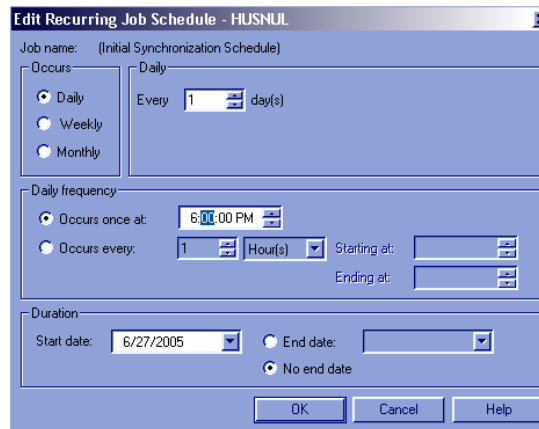 Edit Recurring Job Schedule - HUSNUL
Job name: (Initial Synchronization Schedule)
Occurs
Daily
Weekly
Monthly
Daily
Every 1 day(s)
Daily frequency
Occurs once at: 6:00:00 PM
Occurs every: 1 Hour(s) Starting at:
Ending at:
Duration
Start date: 6/27/2005 End date:
No end date
OK Cancel Help